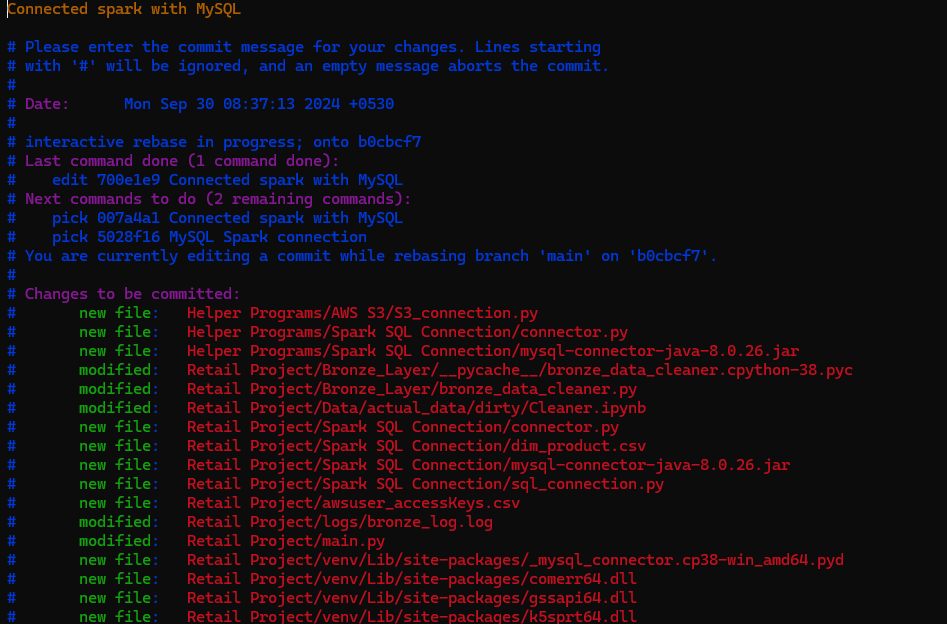 Connected spark with MySQL
# Please enter the commit message for your changes. Lines starting
# with '#' will be ignored, and an empty message aborts the commit.
#
# Date:      Mon Sep 30 08:37:13 2024 +0530
#
# interactive rebase in progress; onto b0cbcf7
# Last command done (1 command done):
#    edit 700e1e9 Connected spark with MySQL
# Next commands to do (2 remaining commands):
#    pick 007a4a1 Connected spark with MySQL
#    pick 5028f16 MySQL Spark connection
# You are currently editing a commit while rebasing branch 'main' on 'b0cbcf7'.
#
# Changes to be committed:
#       new file:   Helper Programs/AWS S3/S3_connection.py
#       new file:   Helper Programs/Spark SQL Connection/connector.py
#       new file:   Helper Programs/Spark SQL Connection/mysql-connector-java-8.0.26.jar
#       modified:   Retail Project/Bronze_Layer/__pycache__/bronze_data_cleaner.cpython-38.pyc
#       modified:   Retail Project/Bronze_Layer/bronze_data_cleaner.py
#       modified:   Retail Project/Data/actual_data/dirty/Cleaner.ipynb
#       new file:   Retail Project/Spark SQL Connection/connector.py
#       new file:   Retail Project/Spark SQL Connection/dim_product.csv
#       new file:   Retail Project/Spark SQL Connection/mysql-connector-java-8.0.26.jar
#       new file:   Retail Project/Spark SQL Connection/sql_connection.py
#       new file:   Retail Project/awsuser_accessKeys.csv
#       modified:   Retail Project/logs/bronze_log.log
#       modified:   Retail Project/main.py
#       new file:   Retail Project/venv/Lib/site-packages/_mysql_connector.cp38-win_amd64.pyd
#       new file:   Retail Project/venv/Lib/site-packages/comerr64.dll
#       new file:   Retail Project/venv/Lib/site-packages/gssapi64.dll
#       new file:   Retail Project/venv/Lib/site-packages/k5sprt64.dll